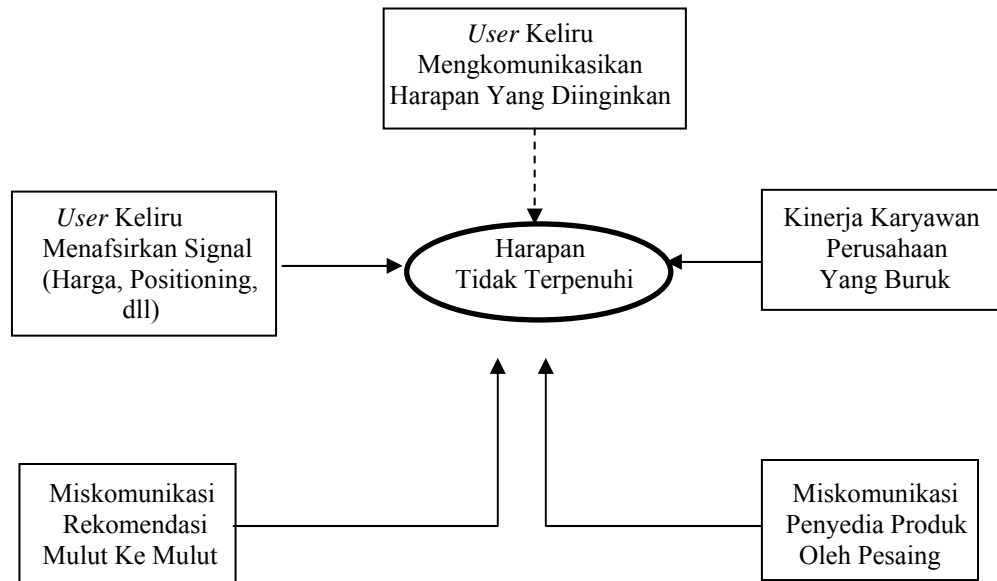 User Keliru
Mengkomunikasikan
Harapan Yang Diinginkan
User Keliru
Menafsirkan Signal
(Harga, Positioning,
dll)
Harapan
Tidak Terpenuhi
Kinerja Karyawan
Perusahaan
Yang Buruk
Miskomunikasi
Rekomendasi
Mulut Ke Mulut
Miskomunikasi
Penyedia Produk
Oleh Pesaing